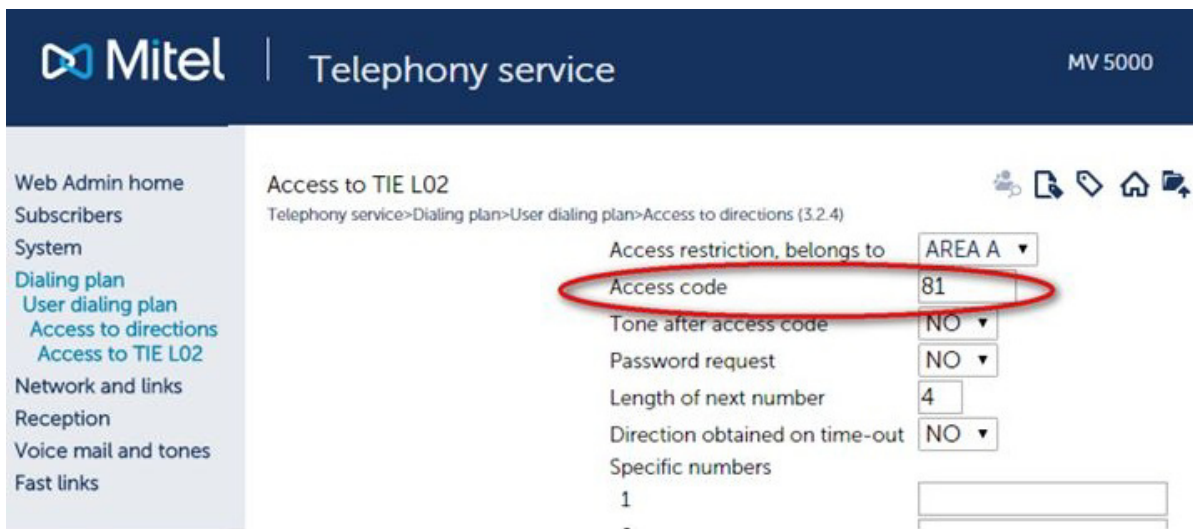 Mitel | Telephony service MV 5000
Web Admin home
Subscribers
System
Dialing plan
User dialing plan
Access to directions
Access to TIE L02
Network and links
Reception
Voice mail and tones
Fast links
Access to TIE L02
Telephony service>Dialing plan>User dialing plan>Access to directions (3.2.4)
Access restriction, belongs to AREA A
Access code 81
Tone after access code NO
Password request NO
Length of next number 4
Direction obtained on time-out NO
Specific numbers
1